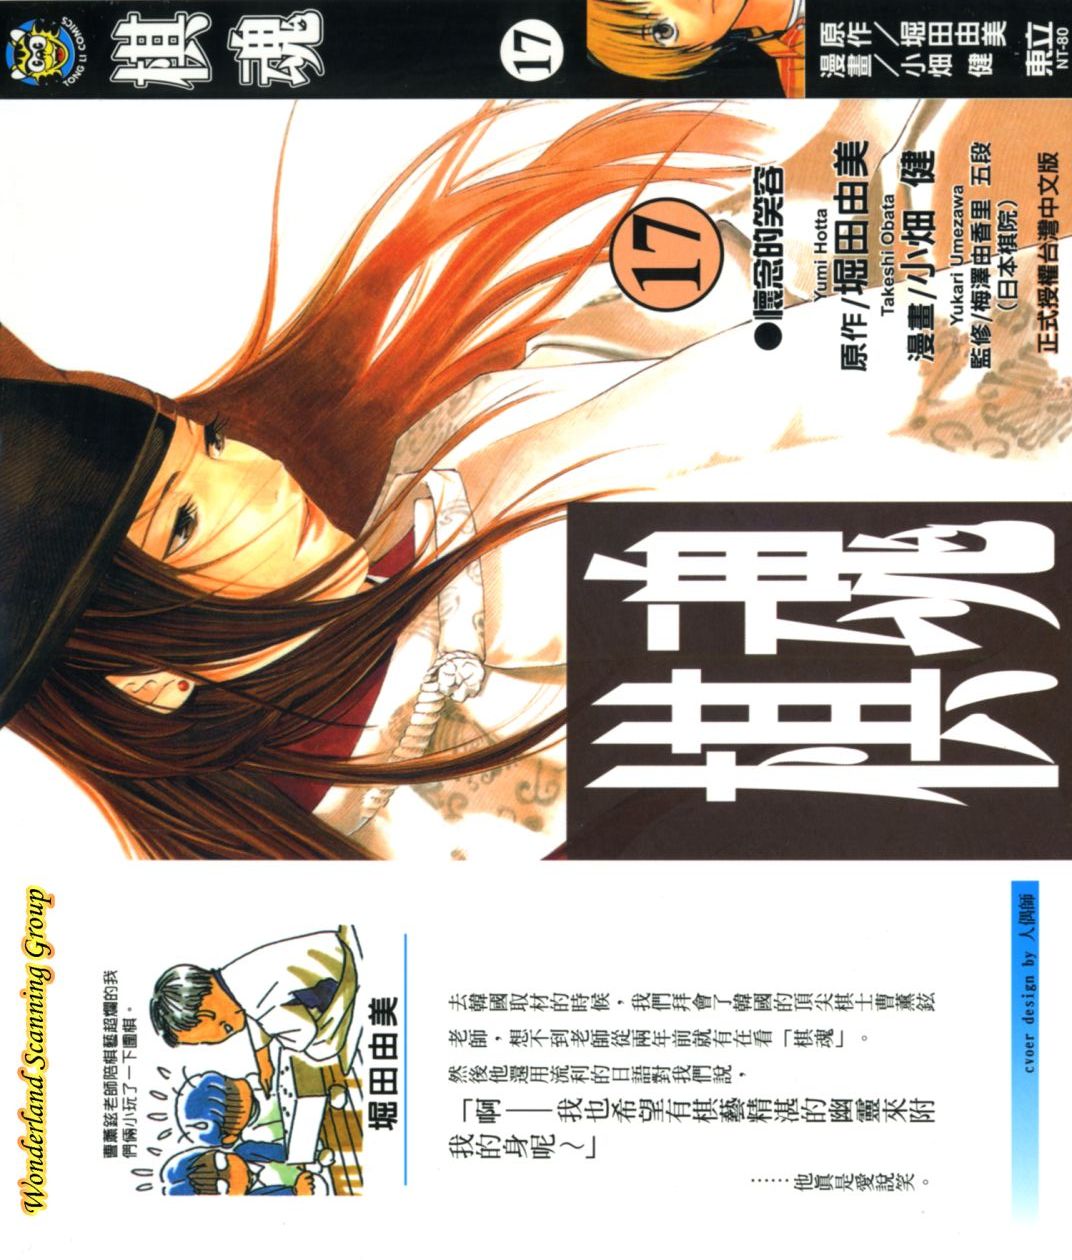 TONG LI COMICS
棋魂
17
原作／堀田由美
漫畫／小畑 健
東立
NT-80
正式授權台灣中文版
17
●懷念的笑容
Yumi Hotta
原作/堀田由美
Takeshi Obata
漫畫/小畑 健
Yukari Umezawa
監修/梅澤由香里 五段
(日本棋院)
棋魂
cvoer design by 人偶師
去韓國取材的時候，我們拜會了韓國的頂尖棋士曹薰鉉
老師，想不到老師從兩年前就有在看「棋魂」。
然後他還用流利的日語對我們說，
「啊——我也希望有棋藝精湛的幽靈來附
我的身呢～」
……他真是愛說笑。
堀田由美
曹薰鉉老師陪棋藝超爛的我
們倆小玩了一下圍棋。
Wonderland Scanning Group